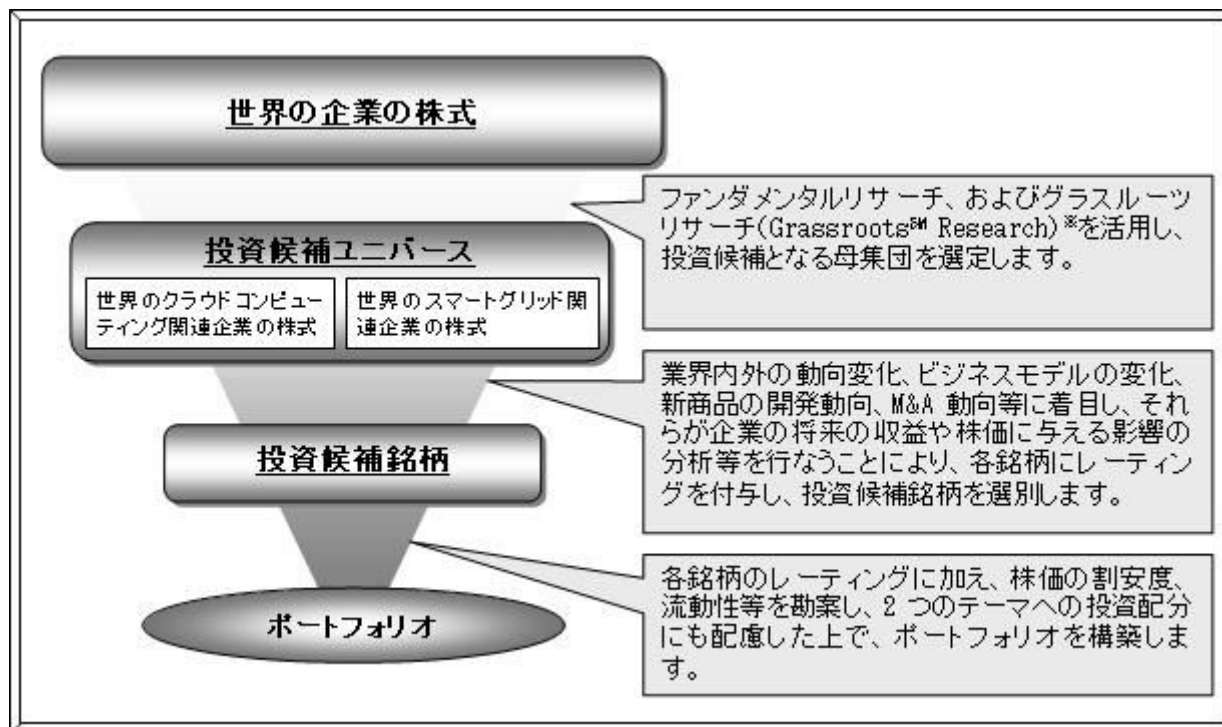 世界の企業の株式
ファンダメンタルリサーチ、およびグラスルーツ
リサーチ(Grassroots℠ Research)※を活用し、
投資候補となる母集団を選定します。
投資候補ユニバース
世界のクラウドコンピュー
ティング関連企業の株式
世界のスマートグリッド関
連企業の株式
業界内外の動向変化、ビジネスモデルの変化、
新商品の開発動向、M&A 動向等に着目し、それ
らが企業の将来の収益や株価に与える影響の
分析等を行なうことにより、各銘柄にレーティン
グを付与し、投資候補銘柄を選別します。
投資候補銘柄
各銘柄のレーティングに加え、株価の割安度、
流動性等を勘案し、2 つのテーマへの投資配分
にも配慮した上で、ポートフォリオを構築しま
す。
ポートフォリオ